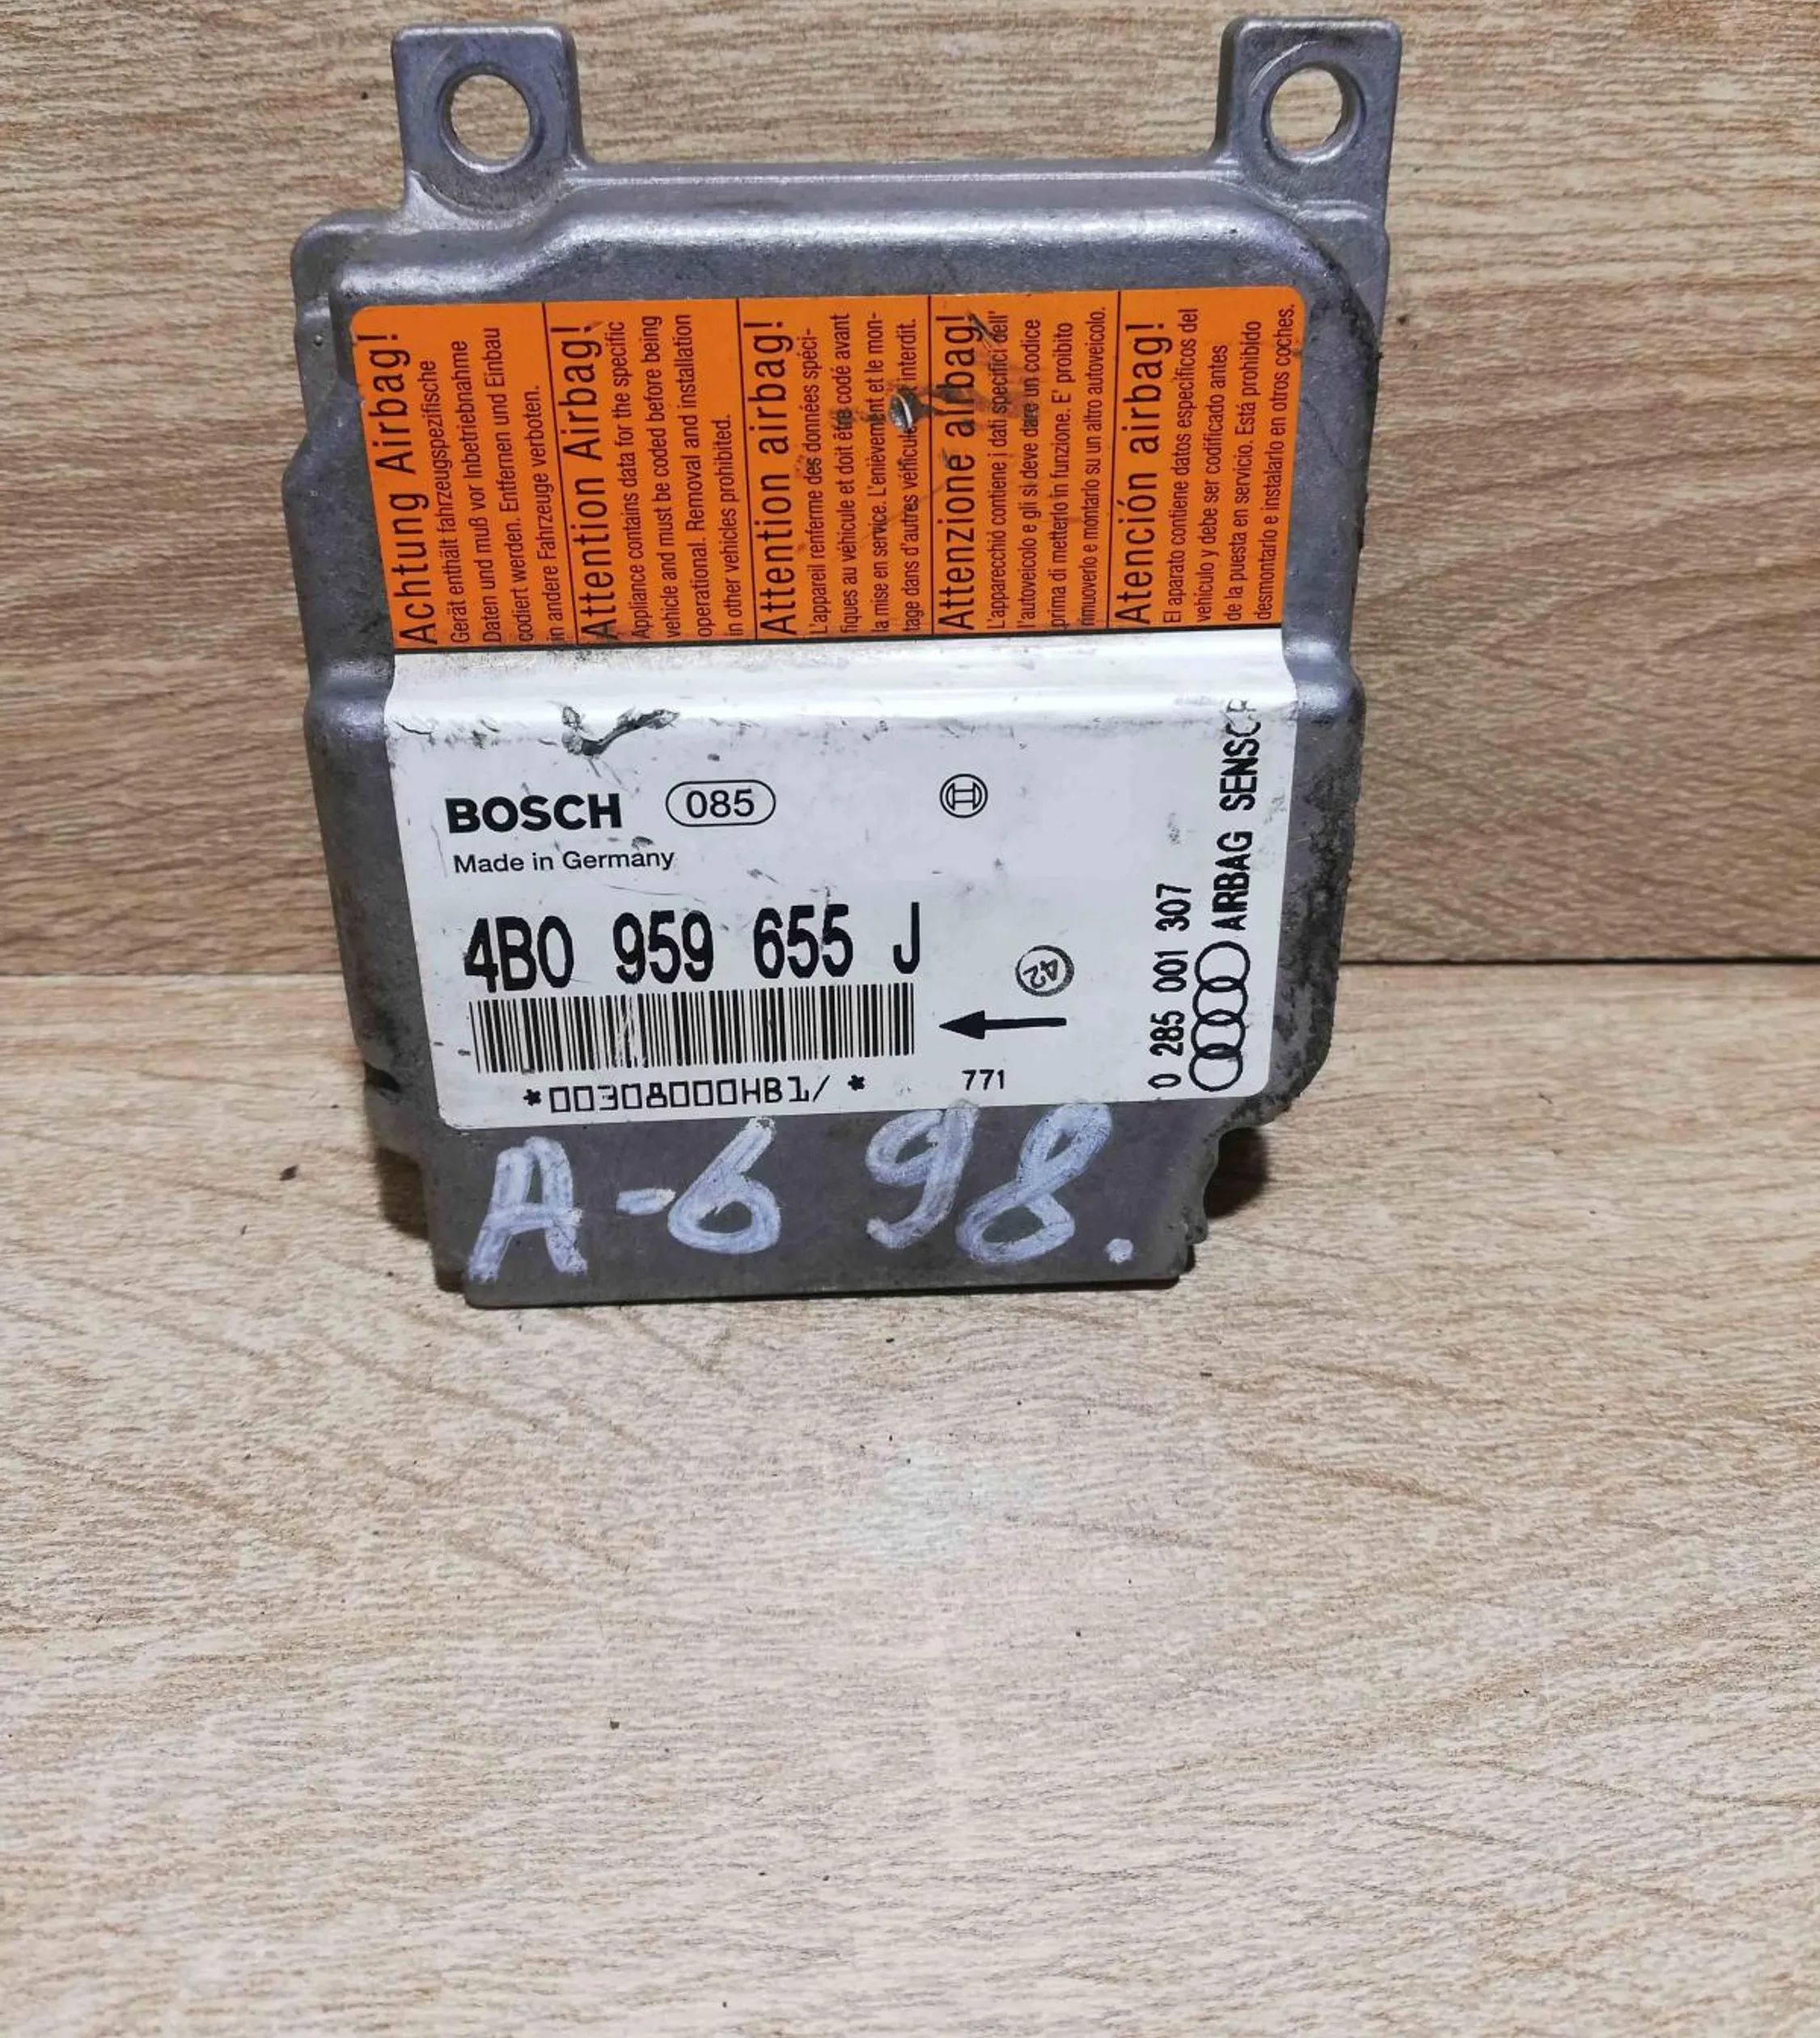 Achtung Airbag!
Gerät enthält fahrzeugspezifische
Daten und muß vor Inbetriebnahme
codiert werden. Entfernen und Einbau
in andere Fahrzeuge verboten.
Attention Airbag!
Appliance contains data for the specific
vehicle and must be coded before being
operational. Removal and installation
in other vehicles prohibited.
Attention airbag!
L'appareil renferme des données spéci-
fiques au véhicule et doit être codé avant
la mise en service. L'enièvement et le mon-
tage dans d'autres véhicule interdit.
Attenzione airbag!
L'apparecchió contiene i dati specifici dell'
l'autoveicolo e gli si deve dare un codice
prima di metterlo in funzione. E' proibito
rimuoverlo e montarlo su un altro autoveicolo.
Atención airbag!
El aparato contiene datos específicos del
vehículo y debe ser codificado antes
de la puesta en servicio. Está prohibido
desmontarlo e instalarlo en otros coches.
BOSCH 085
Made in Germany
4B0 959 655 J
42
*00308000HB1/ *
771
0 285 001 307
AIRBAG SENSOR
A-6 98.